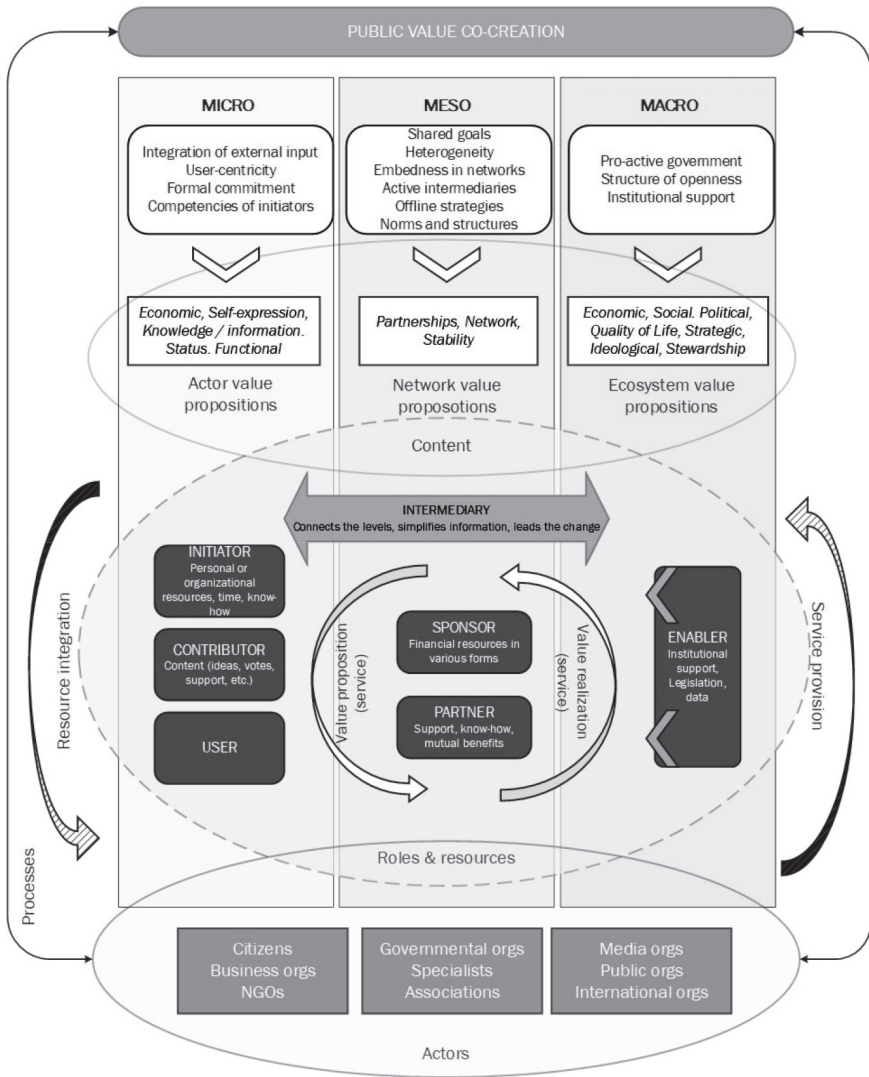 PUBLIC VALUE CO-CREATION
MICRO
Integration of external input
User-centricity
Formal commitment
Competencies of initiators
MESO
Shared goals
Heterogeneity
Embedness in networks
Active intermediaries
Offline strategies
Norms and structures
MACRO
Pro-active government
Structure of openness
Institutional support
Economic, Self-expression,
Knowledge / information.
Status. Functional
Partnerships, Network,
Stability
Economic, Social. Political,
Quality of Life, Strategic,
Ideological, Stewardship
Actor value
propositions
Network value
proposotions
Ecosystem value
propositions
Content
INTERMEDIARY
Connects the levels, simplifies information, leads the change
Resource integration
INITIATOR
Personal or
organizational
resources, time, know-
how
CONTRIBUTOR
Content (ideas, votes,
support, etc.)
USER
Value proposition
(service)
SPONSOR
Financial resources in
various forms
PARTNER
Support, know-how,
mutual benefits
Value realization
(service)
ENABLER
Institutional
support,
Legislation,
data
Service provision
Roles & resources
Processes
Citizens
Business orgs
NGOs
Governmental orgs
Specialists
Associations
Media orgs
Public orgs
International orgs
Actors